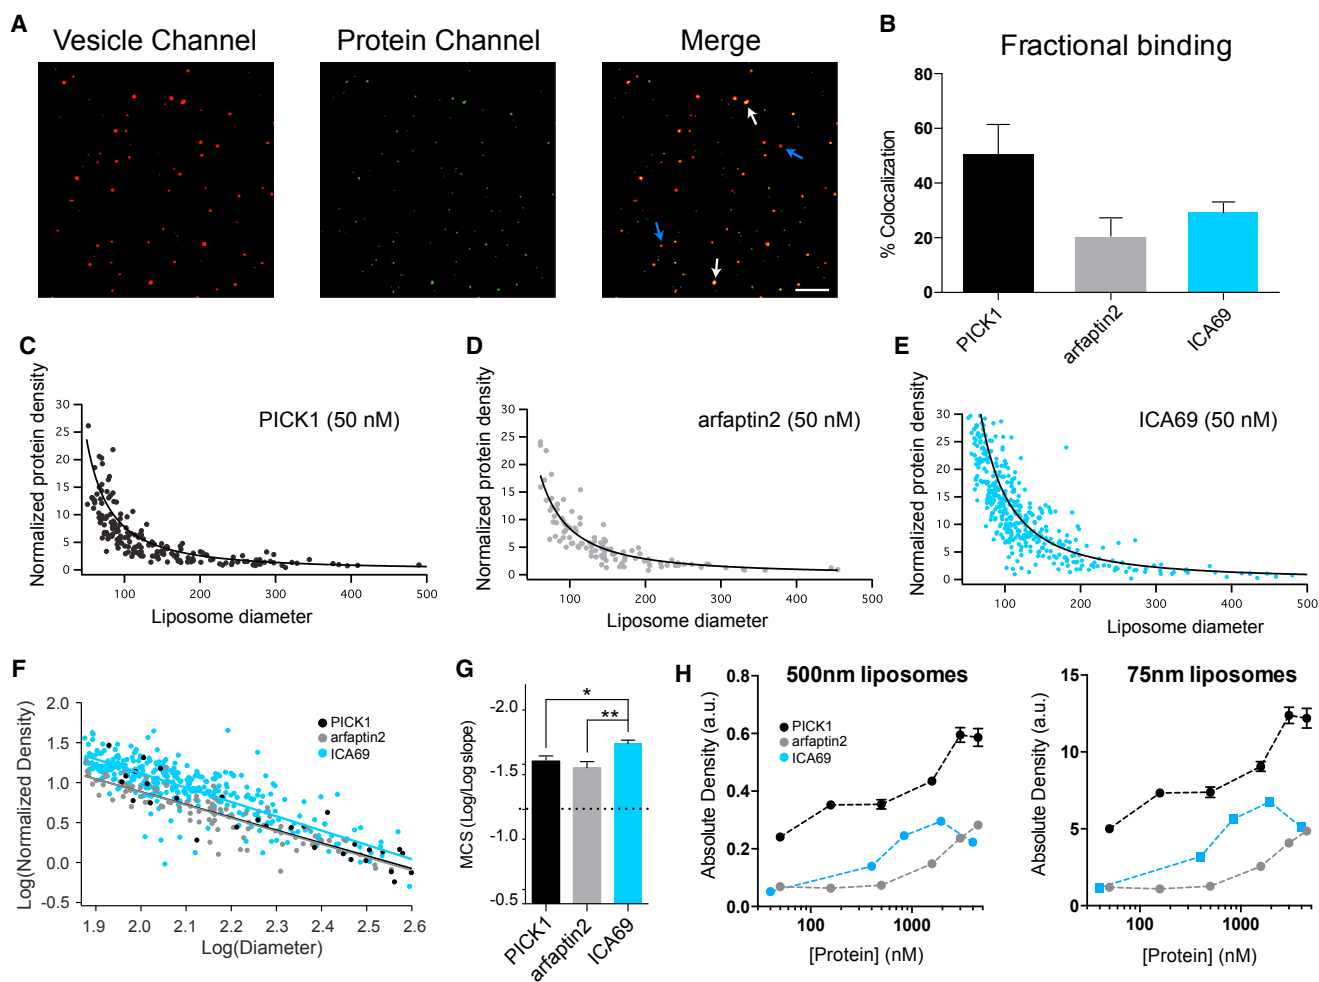 A
Vesicle Channel
Protein Channel
Merge
B
Fractional binding
% Colocalization
80
60
40
20
0
PICK1
arfaptin2
ICA69
C
PICK1 (50 nM)
Normalized protein density
30
25
20
15
10
5
0
100
200
300
400
500
Liposome diameter
D
arfaptin2 (50 nM)
Normalized protein density
30
25
20
15
10
5
0
100
200
300
400
500
Liposome diameter
E
ICA69 (50 nM)
Normalized protein density
30
25
20
15
10
5
0
100
200
300
400
500
Liposome diameter
F
Log(Normalized Density)
2.0
1.5
1.0
0.5
0.0
-0.5
PICK1
arfaptin2
ICA69
1.9
2.0
2.1
2.2
2.3
2.4
2.5
2.6
Log(Diameter)
G
MCS (Log/Log slope)
-2.0
-1.5
-1.0
-0.5
*
**
PICK1
arfaptin2
ICA69
H
500nm liposomes
Absolute Density (a.u.)
0.8
0.6
0.4
0.2
0.0
PICK1
arfaptin2
ICA69
100
1000
[Protein] (nM)
75nm liposomes
Absolute Density (a.u.)
15
10
5
0
100
1000
[Protein] (nM)